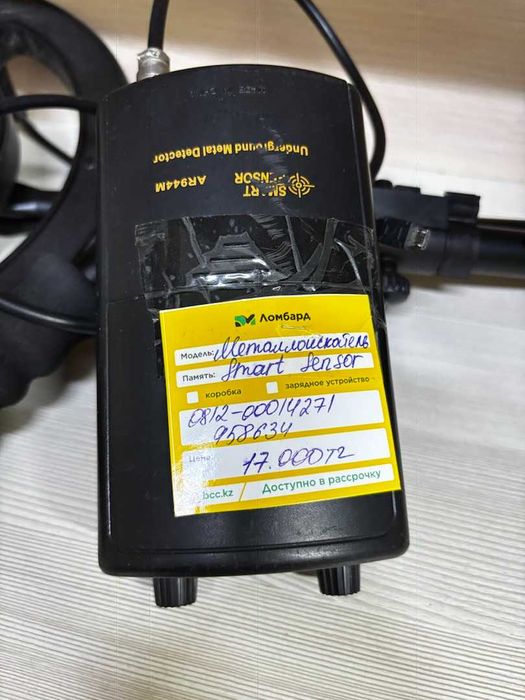 SMART
SENSOR
AR944M
Underground Metal Detector
Ломбард
Модель: Металлоискатель
Память: Smart Sensor
коробка зарядное устройство
0812-00014271
958634
Цена: 17.000тг
bcc.kz / Доступно в рассрочку